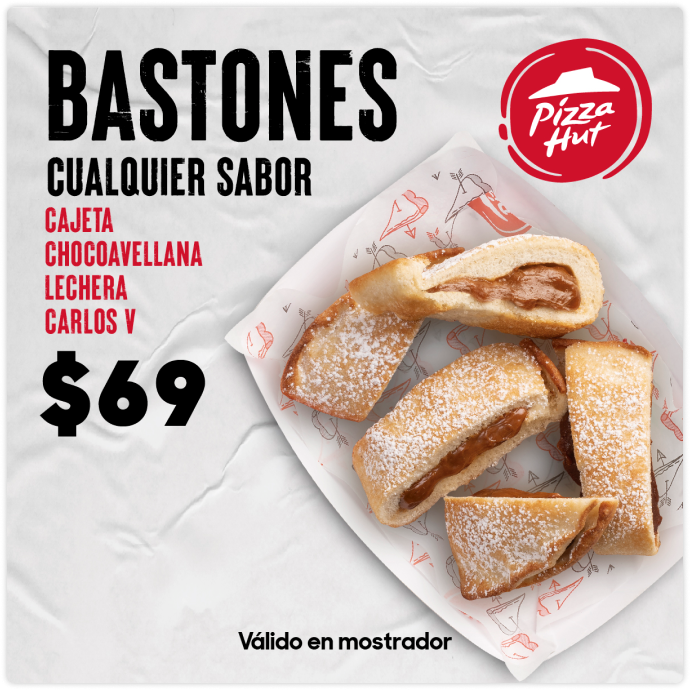 BASTONES
CUALQUIER SABOR
CAJETA
CHOCOAVELLANA
LECHERA
CARLOS V
$69
Pizza
Hut
Válido en mostrador